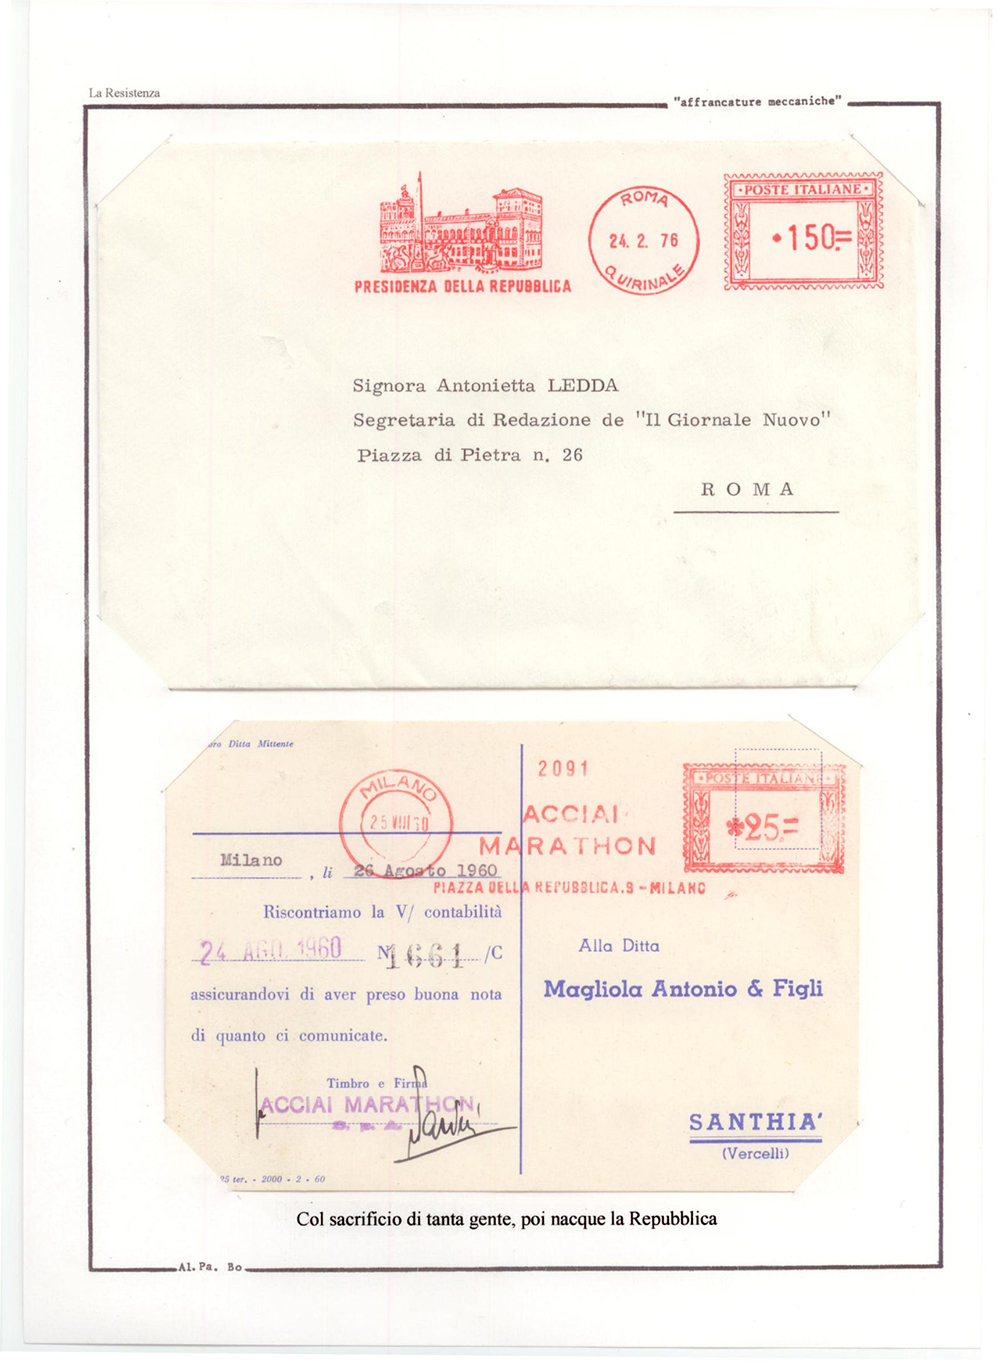 La Resistenza
"affrancature meccaniche"
PRESIDENZA DELLA REPUBBLICA
ROMA
24. 2. 76
QUIRINALE
· POSTE ITALIANE ·
150.=
Signora Antonietta LEDDA
Segretaria di Redazione de "Il Giornale Nuovo"
Piazza di Pietra n. 26
R O M A
Ditta Mittente
MILANO
25 VIII 60
2091
ACCIAI
MARATHON
PIAZZA DELLA REPUBBLICA.9 - MILANO
POSTE ITALIANE
*25.=
Milano, li 26 Agosto 1960
Riscontriamo la V/ contabilità
24 AGO. 1960 N. 1661 /C
assicurandovi di aver preso buona nota
di quanto ci comunicate.
Timbro e Firma
ACCIAI MARATHON
S. p. A.
Alla Ditta
Magliola Antonio & Figli
SANTHIA'
(Vercelli)
25 ter. - 2000 - 2 - 60
Col sacrificio di tanta gente, poi nacque la Repubblica
Al.Pa. Bo